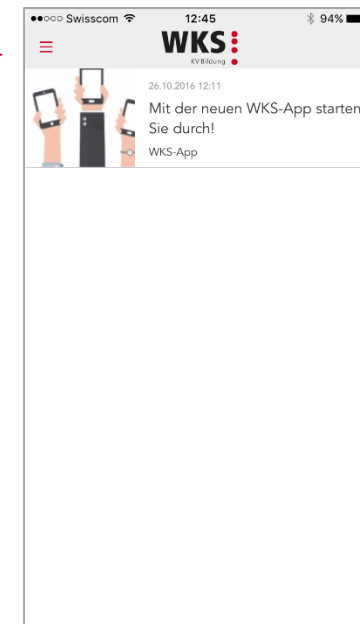 Swisscom 12:45 94%
WKS
KV Bildung
26.10.2016 12:11
Mit der neuen WKS-App starten
Sie durch!
WKS-App